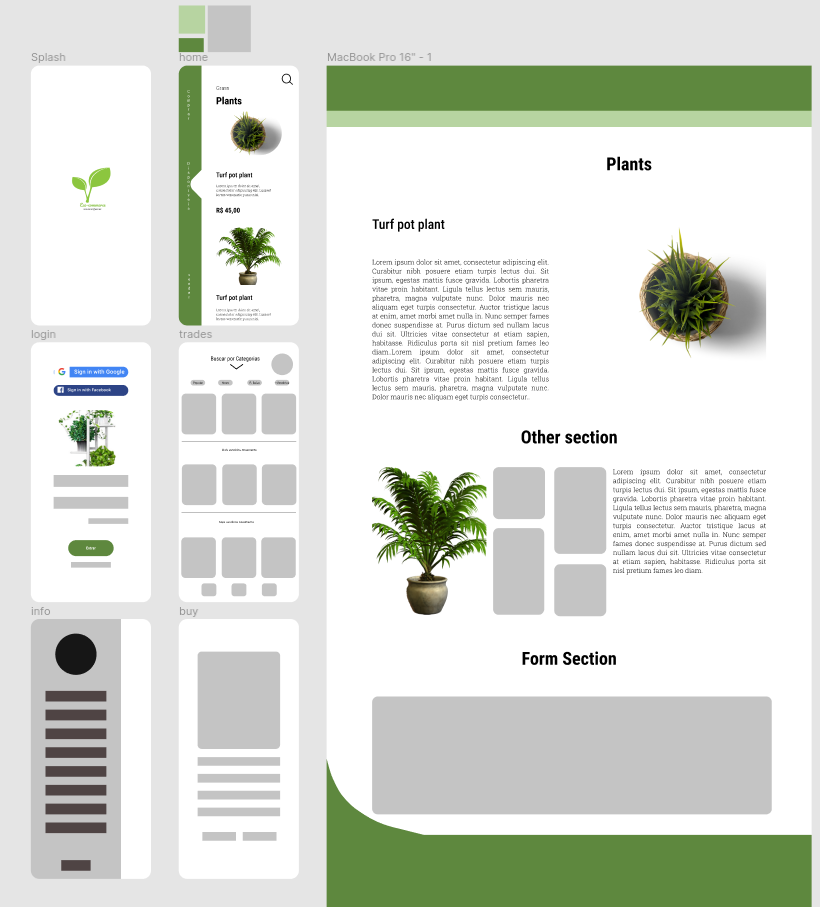 Splash
home
MacBook Pro 16" - 1
Grass
Plants
Turf pot plant
R$ 45,00
Turf pot plant
login
trades
Sign in with Google
Sign in with Facebook
Entrar
Buscar por Categorias
info
buy
Plants
Turf pot plant
Lorem ipsum dolor sit amet, consectetur adipiscing elit.
Curabitur nibh posuere etiam turpis lectus dui. Sit
ipsum, egestas mattis fusce gravida. Lobortis pharetra
vitae proin habitant. Ligula tellus lectus sem mauris,
pharetra, magna vulputate nunc. Dolor mauris nec
aliquam eget turpis consectetur. Auctor tristique lacus
at enim, amet morbi amet nulla in. Nunc semper fames
donec suspendisse at. Purus dictum sed nullam lacus
dui sit. Ultricies vitae consectetur at etiam sapien,
habitasse. Ridiculus porta sit nisl pretium fames leo
diam.Lorem ipsum dolor sit amet, consectetur
adipiscing elit. Curabitur nibh posuere etiam turpis
lectus dui. Sit ipsum, egestas mattis fusce gravida.
Lobortis pharetra vitae proin habitant. Ligula tellus
lectus sem mauris, pharetra, magna vulputate nunc.
Dolor mauris nec aliquam eget turpis consectetur.
Other section
Lorem ipsum dolor sit amet, consectetur
adipiscing elit. Curabitur nibh posuere etiam
turpis lectus dui. Sit ipsum, egestas mattis fusce
gravida. Lobortis pharetra vitae proin habitant.
Ligula tellus lectus sem mauris, pharetra, magna
vulputate nunc. Dolor mauris nec aliquam eget
turpis consectetur. Auctor tristique lacus at
enim, amet morbi amet nulla in. Nunc semper
fames donec suspendisse at. Purus dictum sed
nullam lacus dui sit. Ultricies vitae consectetur
at etiam sapien, habitasse. Ridiculus porta sit
nisl pretium fames leo diam.
Form Section